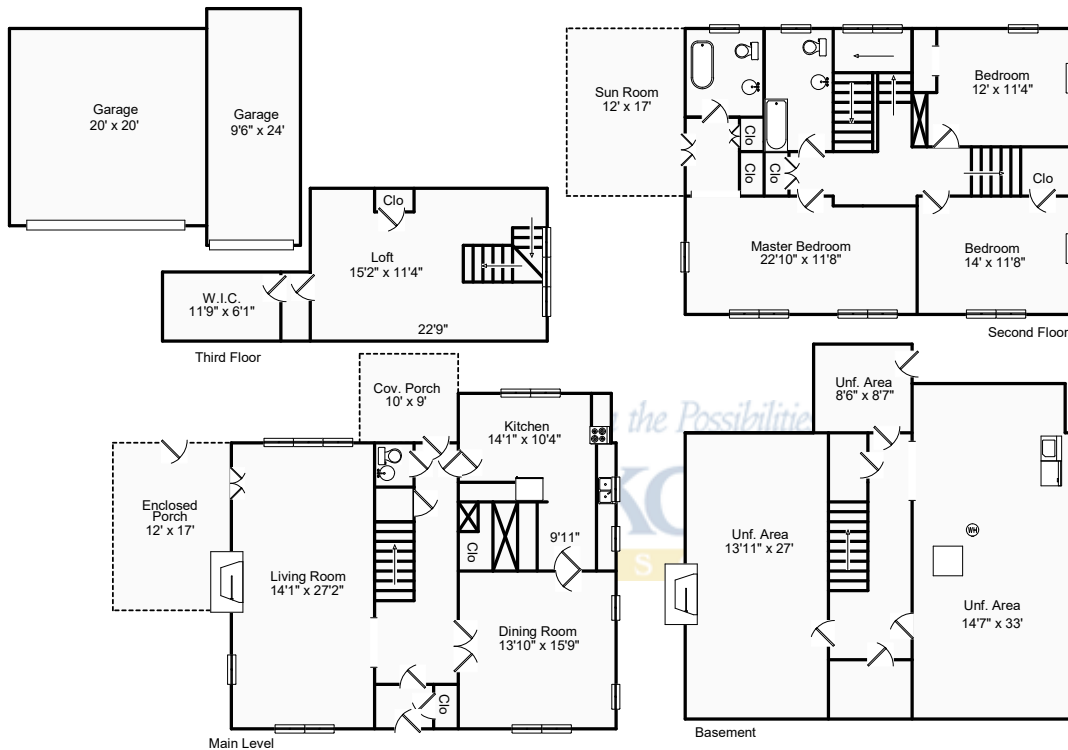 Garage
20' x 20'
Garage
9'6" x 24'
Clo
Loft
15'2" x 11'4"
W.I.C.
11'9" x 6'1"
22'9"
Third Floor
Sun Room
12' x 17'
Bedroom
12' x 11'4"
Clo
Clo
Clo
Clo
Master Bedroom
22'10" x 11'8"
Bedroom
14' x 11'8"
Second Floor
Cov. Porch
10' x 9'
Kitchen
14'1" x 10'4"
Enclosed
Porch
12' x 17'
Living Room
14'1" x 27'2"
Clo
9'11"
Dining Room
13'10" x 15'9"
Clo
Main Level
the Possibilities
Unf. Area
8'6" x 8'7"
Unf. Area
13'11" x 27'
WH
Unf. Area
14'7" x 33'
Basement